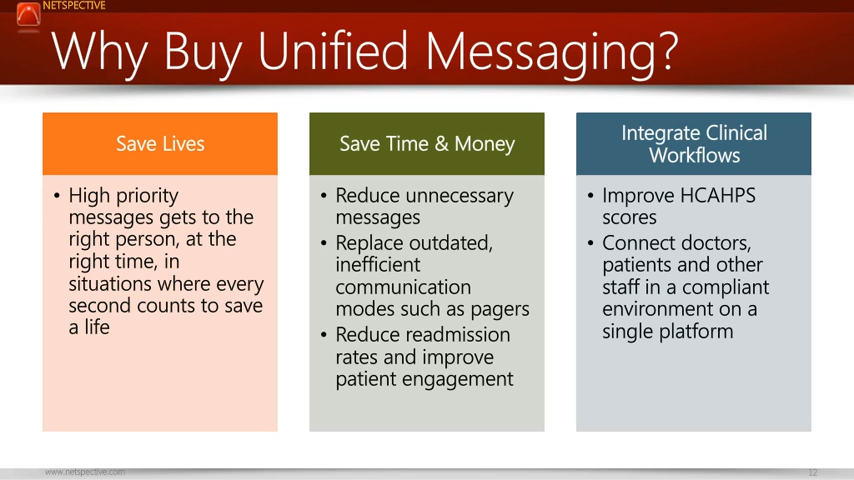 NETSPECTIVE
Why Buy Unified Messaging?
Save Lives
• High priority
messages gets to the
right person, at the
right time, in
situations where every
second counts to save
a life
Save Time & Money
• Reduce unnecessary
messages
• Replace outdated,
inefficient
communication
modes such as pagers
• Reduce readmission
rates and improve
patient engagement
Integrate Clinical
Workflows
• Improve HCAHPS
scores
• Connect doctors,
patients and other
staff in a compliant
environment on a
single platform
www.netspective.com
12